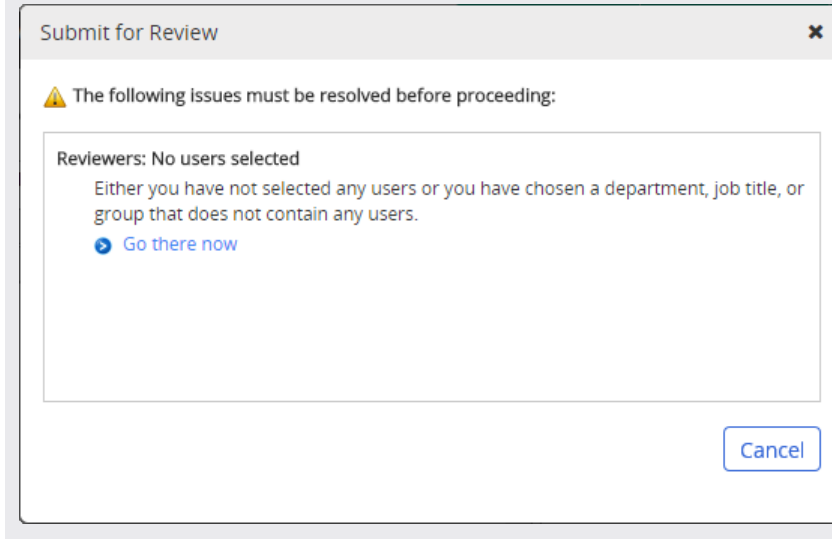 Submit for Review
The following issues must be resolved before proceeding:
Reviewers: No users selected
Either you have not selected any users or you have chosen a department, job title, or
group that does not contain any users.
Go there now
Cancel